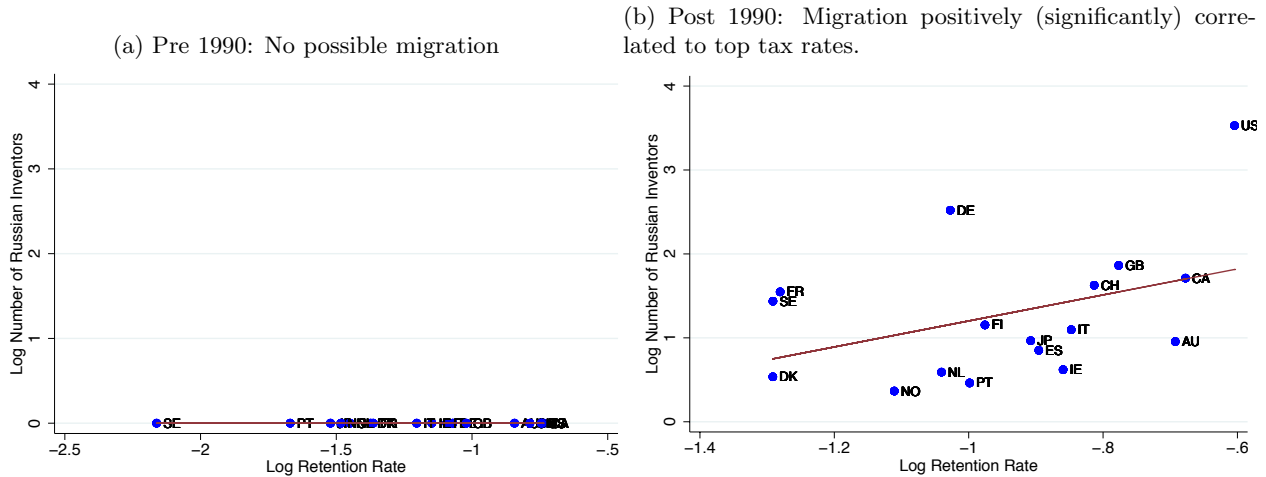 (a) Pre 1990: No possible migration
4
3
2
1
0
Log Number of Russian Inventors
SE
PT
−2.5
−2
−1.5
−1
−.5
Log Retention Rate
(b) Post 1990: Migration positively (significantly) corre-
lated to top tax rates.
4
3
2
1
0
Log Number of Russian Inventors
US
DE
GB
CA
CH
FR
SE
FI
IT
JP
AU
ES
IE
NL
DK
PT
NO
−1.4
−1.2
−1
−.8
−.6
Log Retention Rate